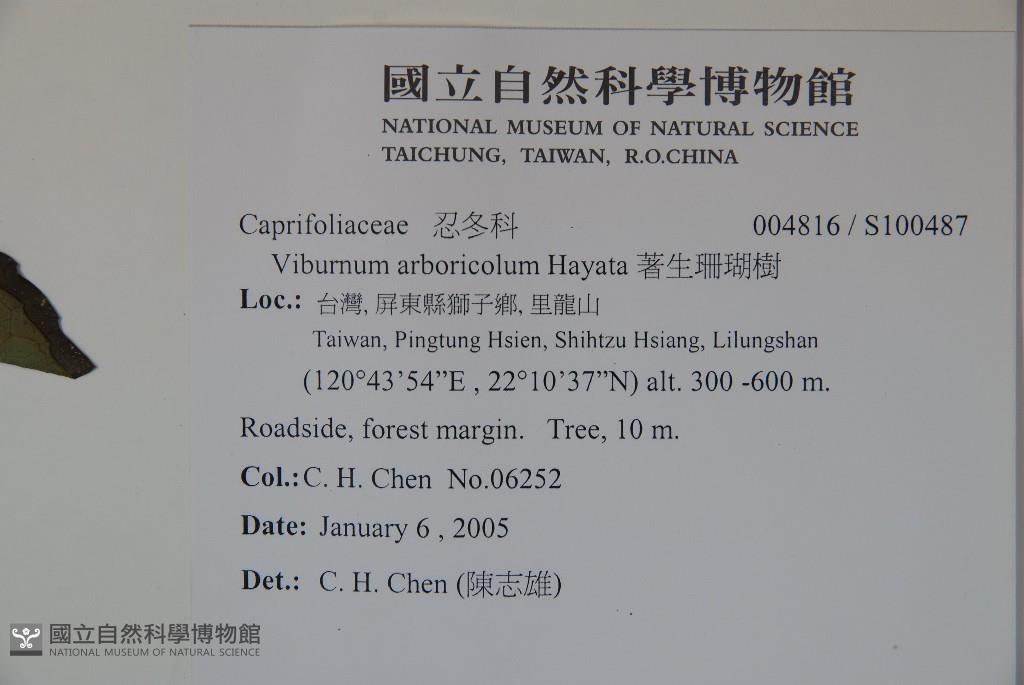 國立自然科學博物館
NATIONAL MUSEUM OF NATURAL SCIENCE
TAICHUNG, TAIWAN, R.O.CHINA
Caprifoliaceae 忍冬科 004816 / S100487
Viburnum arboricolum Hayata 著生珊瑚樹
Loc.: 台灣, 屏東縣獅子鄉, 里龍山
Taiwan, Pingtung Hsien, Shihtzu Hsiang, Lilungshan
(120°43’54”E , 22°10’37”N) alt. 300 -600 m.
Roadside, forest margin. Tree, 10 m.
Col.: C. H. Chen No.06252
Date: January 6 , 2005
Det.: C. H. Chen (陳志雄)
國立自然科學博物館
NATIONAL MUSEUM OF NATURAL SCIENCE